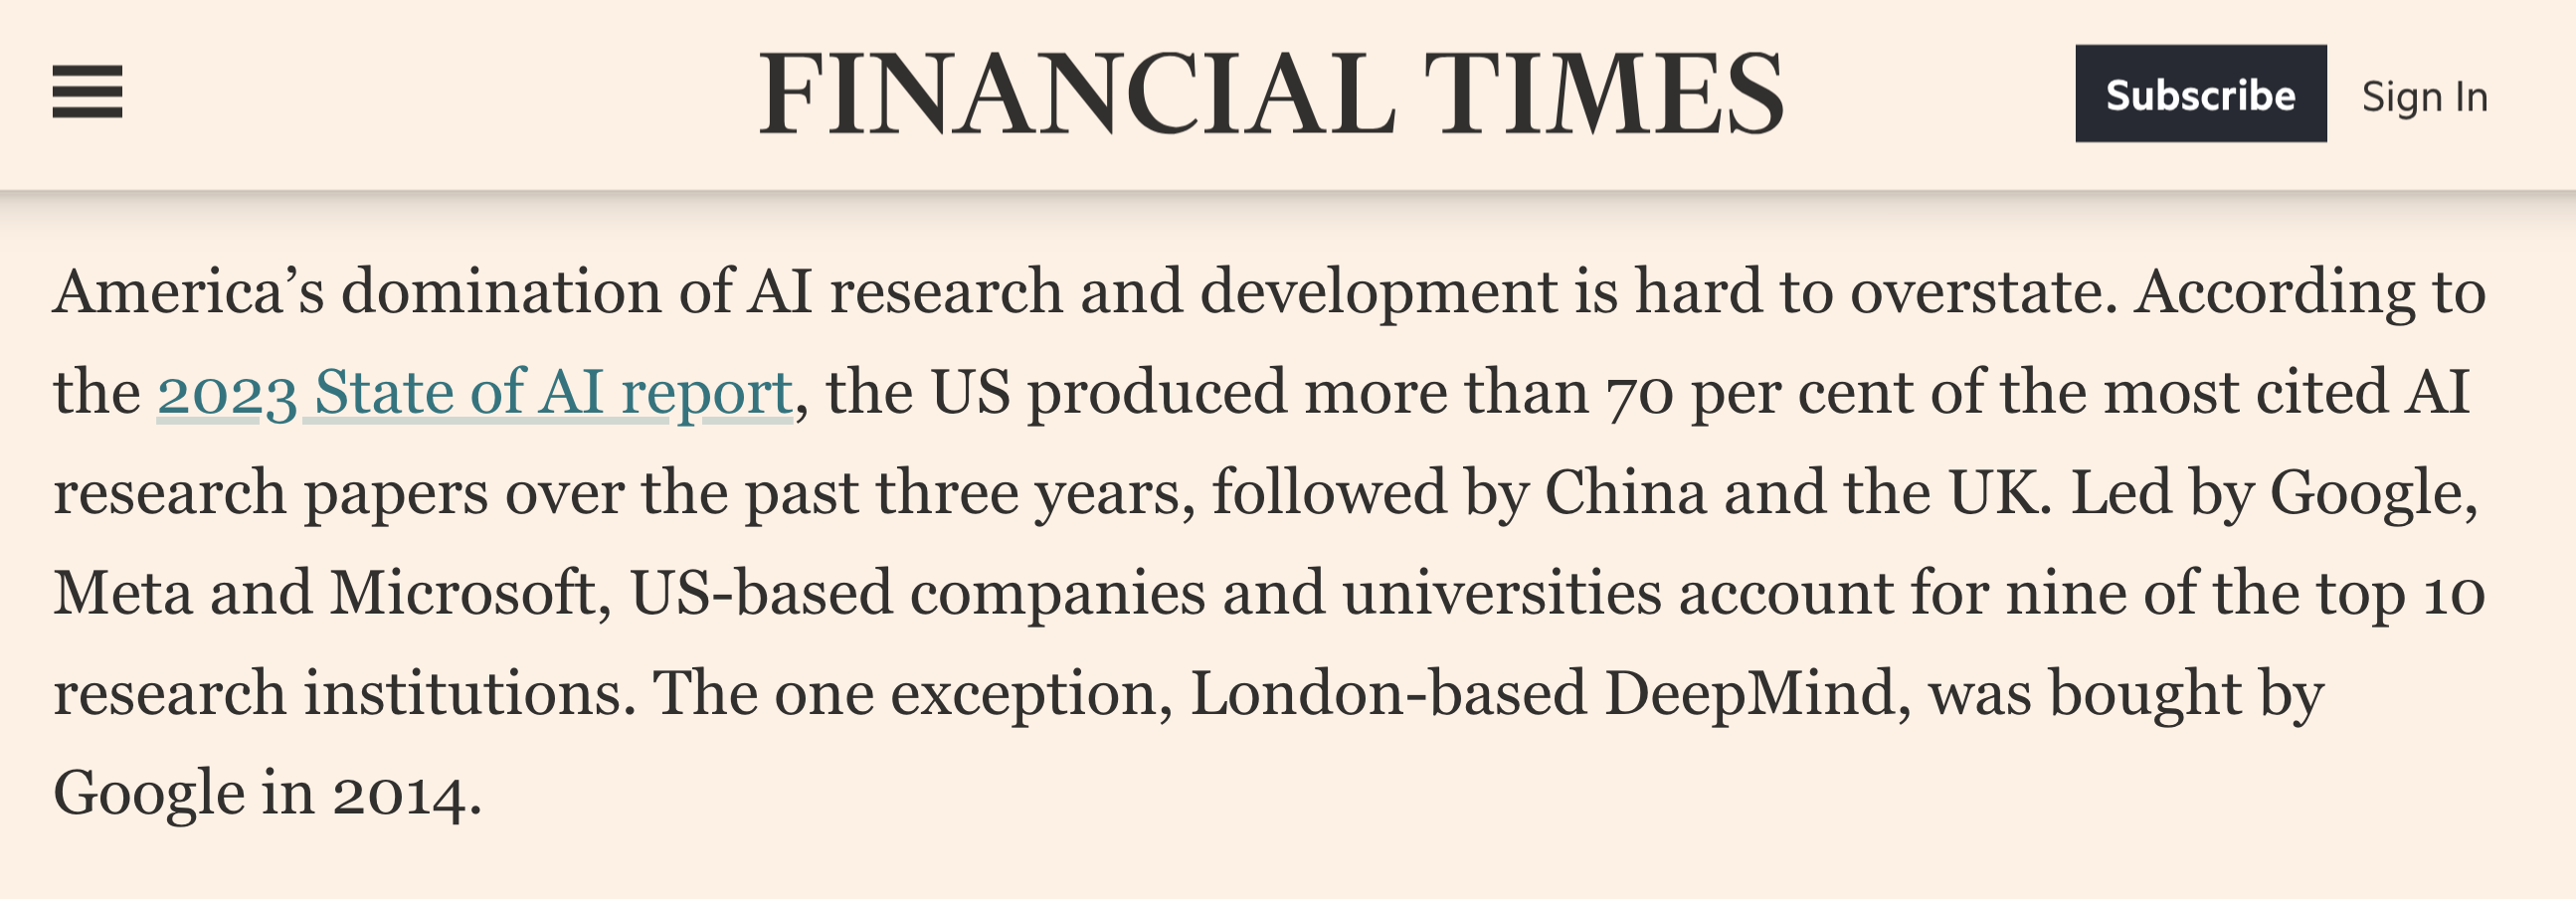 FINANCIAL TIMES
Subscribe
Sign In
America’s domination of AI research and development is hard to overstate. According to
the 2023 State of AI report, the US produced more than 70 per cent of the most cited AI
research papers over the past three years, followed by China and the UK. Led by Google,
Meta and Microsoft, US-based companies and universities account for nine of the top 10
research institutions. The one exception, London-based DeepMind, was bought by
Google in 2014.